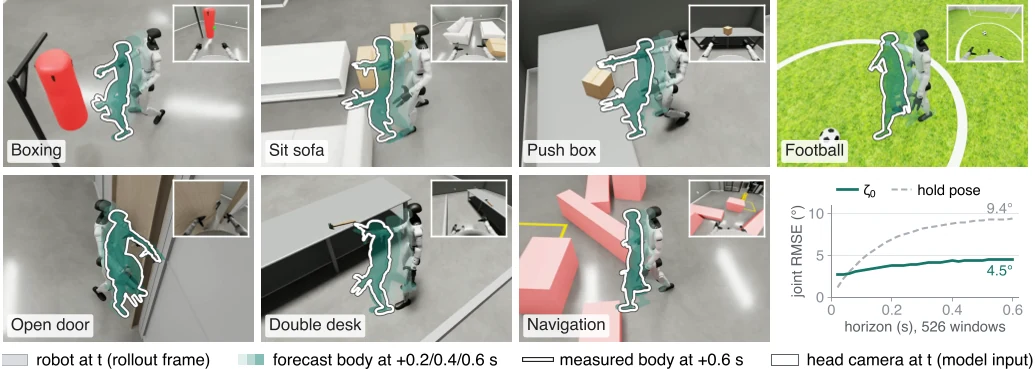 Boxing
Sit sofa
Push box
Football
Open door
Double desk
Navigation
ζ₀ hold pose
joint RMSE (°)
10
5
0
9.4°
4.5°
0 0.2 0.4 0.6
horizon (s), 526 windows
robot at t (rollout frame) forecast body at +0.2/0.4/0.6 s measured body at +0.6 s head camera at t (model input)